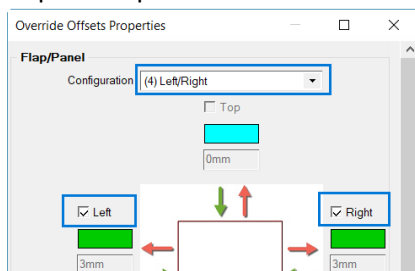 Override Offsets Properties
Flap/Panel
Configuration (4) Left/Right
Top
0mm
Left
Right
3mm
3mm